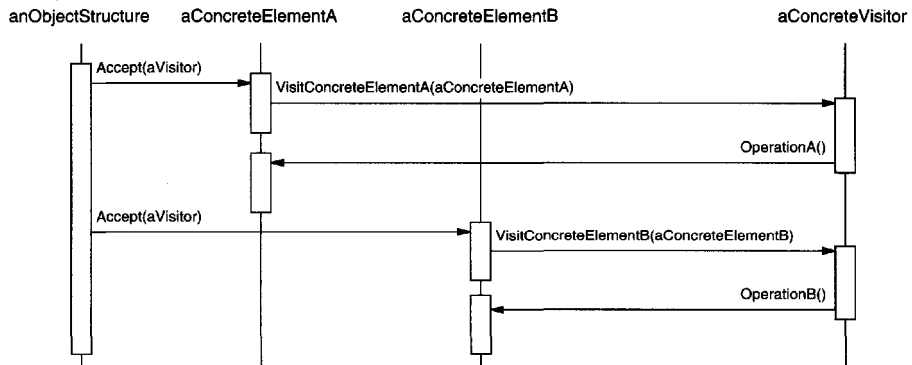 anObjectStructure aConcreteElementA aConcreteElementB aConcreteVisitor
Accept(aVisitor)
VisitConcreteElementA(aConcreteElementA)
OperationA()
Accept(aVisitor)
VisitConcreteElementB(aConcreteElementB)
OperationB()